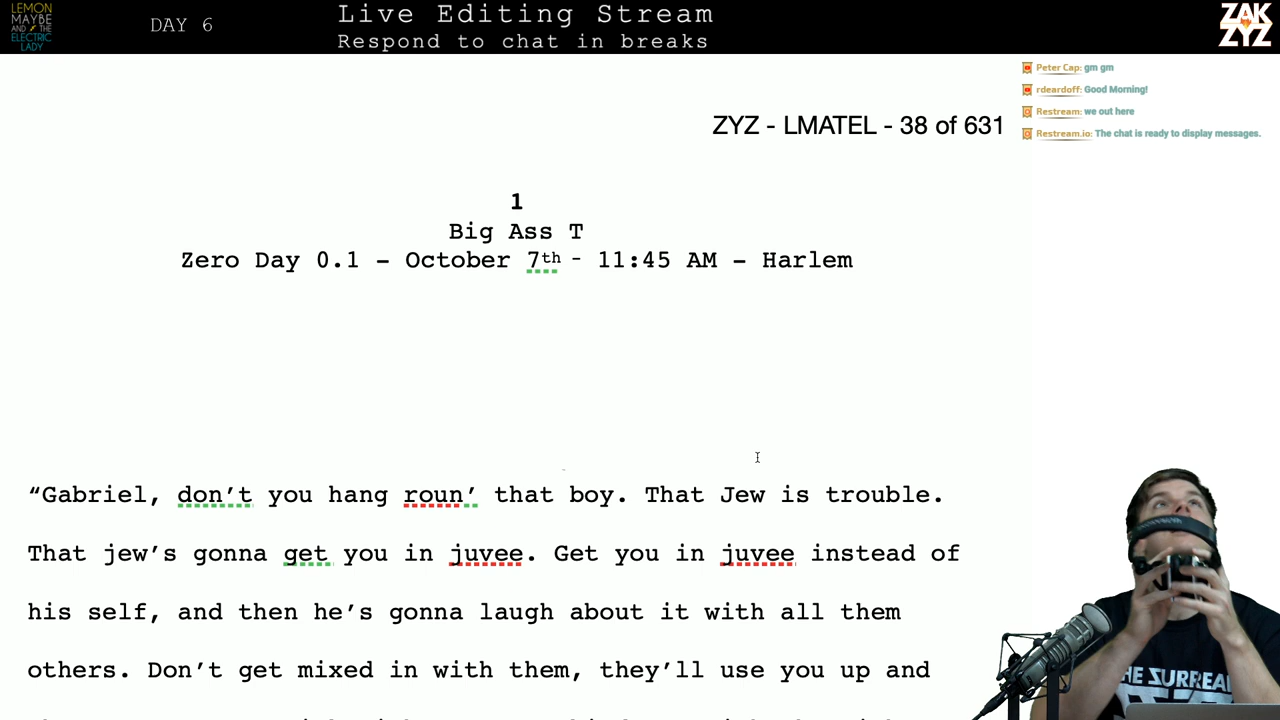 LEMON
MAYBE
AND THE
ELECTRIC
LADY
DAY 6
Live Editing Stream
Respond to chat in breaks
ZAK
ZYZ
Peter Cap: gm gm
rdeardoff: Good Morning!
Restream: we out here
Restream.io: The chat is ready to display messages.
ZYZ - LMATEL - 38 of 631
1
Big Ass T
Zero Day 0.1 – October 7th - 11:45 AM – Harlem
“Gabriel, don’t you hang roun’ that boy. That Jew is trouble.
That jew’s gonna get you in juvee. Get you in juvee instead of
his self, and then he’s gonna laugh about it with all them
others. Don’t get mixed in with them, they’ll use you up and
THE SURREAL